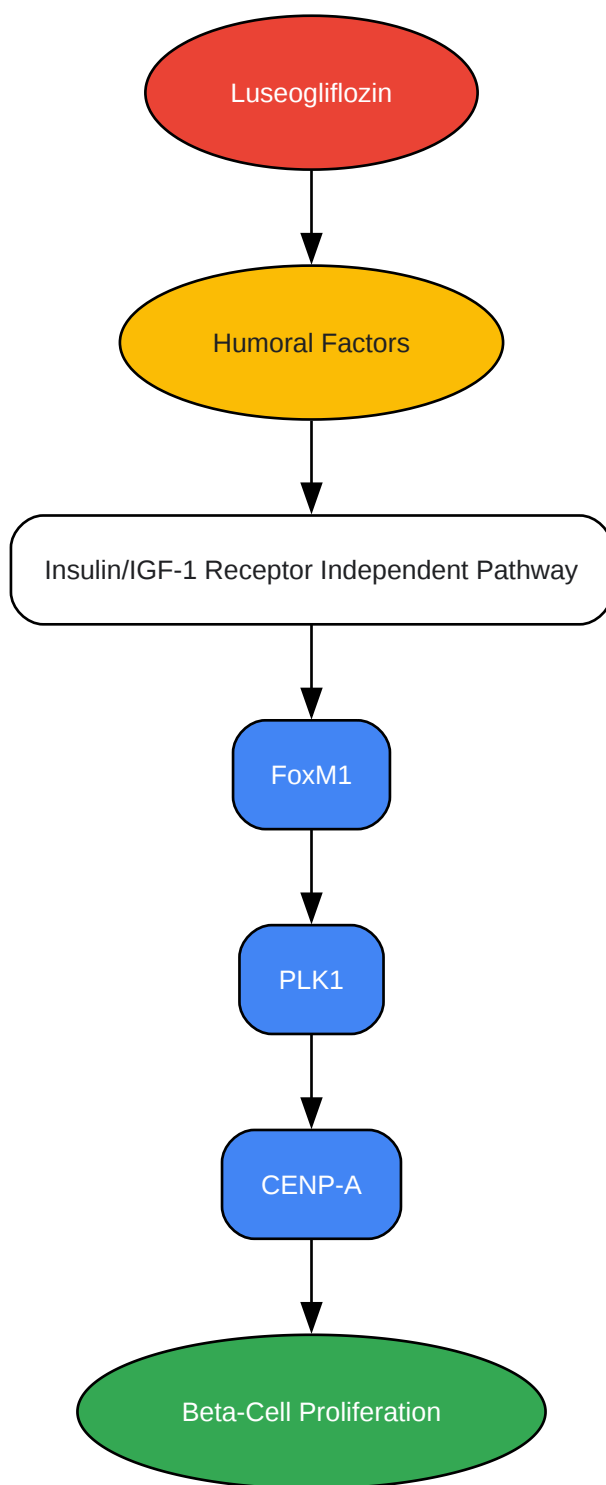 Luseogliflozin
Humoral Factors
Insulin/IGF-1 Receptor Independent Pathway
FoxM1
PLK1
CENP-A
Beta-Cell Proliferation